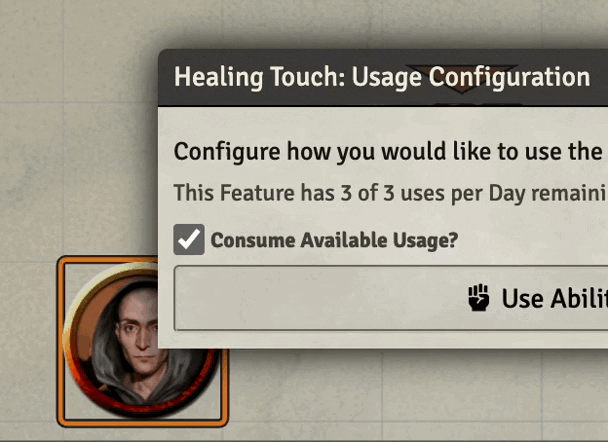 Healing Touch: Usage Configuration
Configure how you would like to use the
This Feature has 3 of 3 uses per Day remaini
Consume Available Usage?
Use Abilit